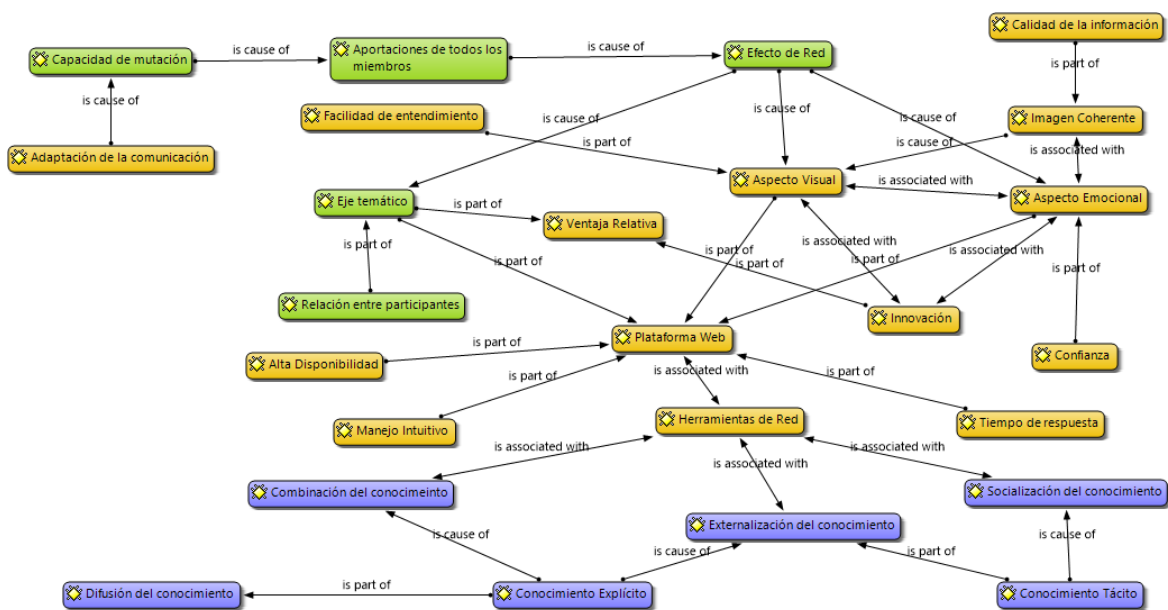 Calidad de la información
is part of
Capacidad de mutación
is cause of
Aportaciones de todos los
miembros
is cause of
Efecto de Red
is cause of
Adaptación de la comunicación
Facilidad de entendimiento
is part of
is cause of
is cause of
is cause of
is cause of
Imagen Coherente
is associated with
Aspecto Visual
is associated with
Aspecto Emocional
Eje temático
is part of
Ventaja Relativa
is part of
is part of
is part of
is part of
is associated with
is part of
is associated with
is part of
Relación entre participantes
Innovación
Plataforma Web
Confianza
Alta Disponibilidad
is part of
is part of
is associated with
is part of
Manejo Intuitivo
Herramientas de Red
Tiempo de respuesta
is associated with
is associated with
is associated with
Combinación del conocimeinto
Socialización del conocimiento
Externalización del conocimiento
is cause of
is cause of
is part of
is cause of
Difusión del conocimiento
is part of
Conocimiento Explícito
Conocimiento Tácito